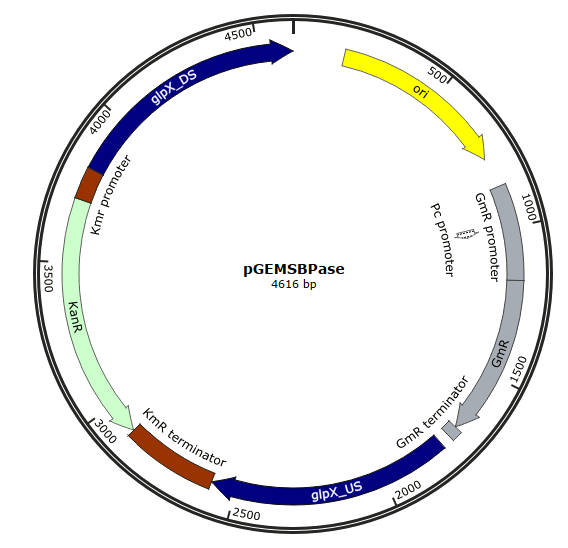 4500
500
ori
1000
GmR promoter
Pc promoter
GmR
1500
GmR terminator
2000
glpX_US
2500
KmR terminator
3000
KanR
3500
Kmr promoter
4000
glpX_DS
pGEMSBPase
4616 bp